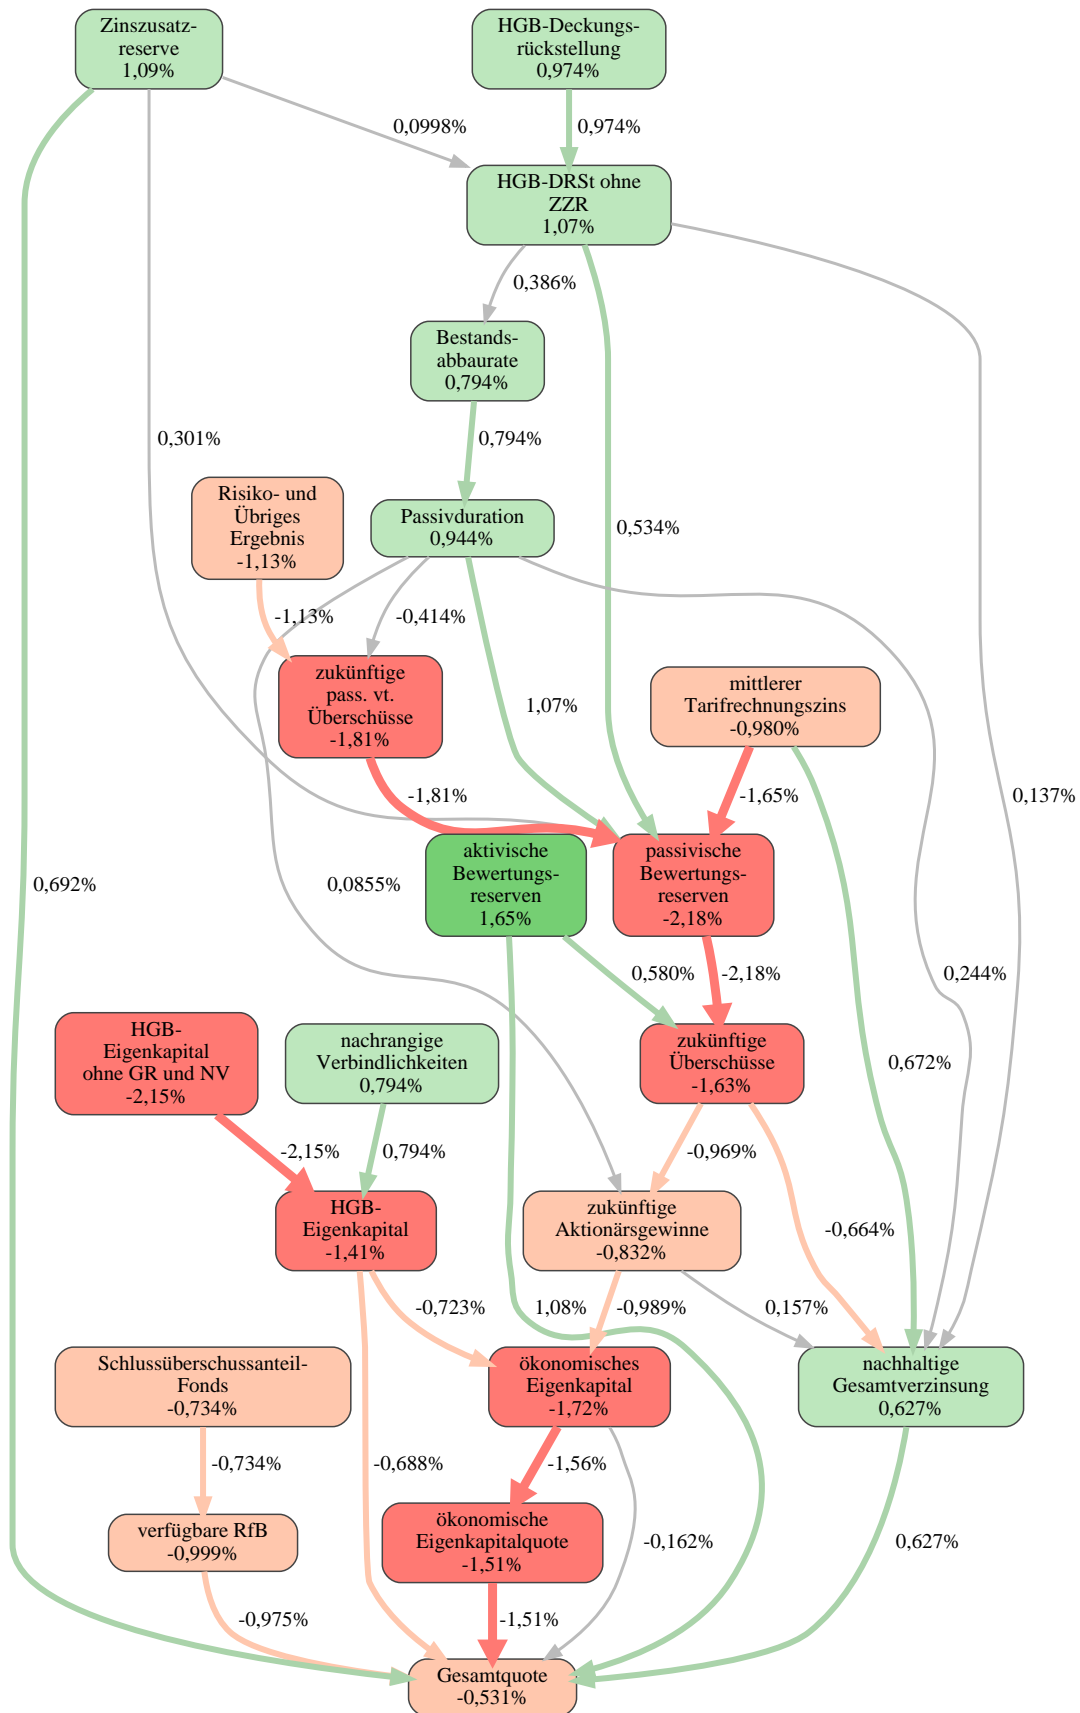 Zinszusatz-
reserve
1,09%
HGB-Deckungs-
rückstellung
0,974%
0,0998%
0,974%
HGB-DRSt ohne
ZZR
1,07%
0,386%
Bestands-
abbaurate
0,794%
0,301%
0,794%
Risiko- und
Übriges
Ergebnis
-1,13%
Passivduration
0,944%
0,534%
-1,13%
-0,414%
zukünftige
pass. vt.
Überschüsse
-1,81%
1,07%
mittlerer
Tarifrechnungszins
-0,980%
-1,81%
-1,65%
0,137%
aktivische
Bewertungs-
reserven
1,65%
passivische
Bewertungs-
reserven
-2,18%
0,692%
0,0855%
0,580%
-2,18%
0,244%
HGB-
Eigenkapital
ohne GR und NV
-2,15%
nachrangige
Verbindlichkeiten
0,794%
zukünftige
Überschüsse
-1,63%
0,672%
-2,15%
0,794%
-0,969%
HGB-
Eigenkapital
-1,41%
zukünftige
Aktionärsgewinne
-0,832%
-0,664%
-0,723%
1,08%
-0,989%
0,157%
Schlussüberschussanteil-
Fonds
-0,734%
ökonomisches
Eigenkapital
-1,72%
nachhaltige
Gesamtverzinsung
0,627%
-0,734%
-0,688%
-1,56%
verfügbare RfB
-0,999%
ökonomische
Eigenkapitalquote
-1,51%
-0,162%
0,627%
-0,975%
-1,51%
Gesamtquote
-0,531%